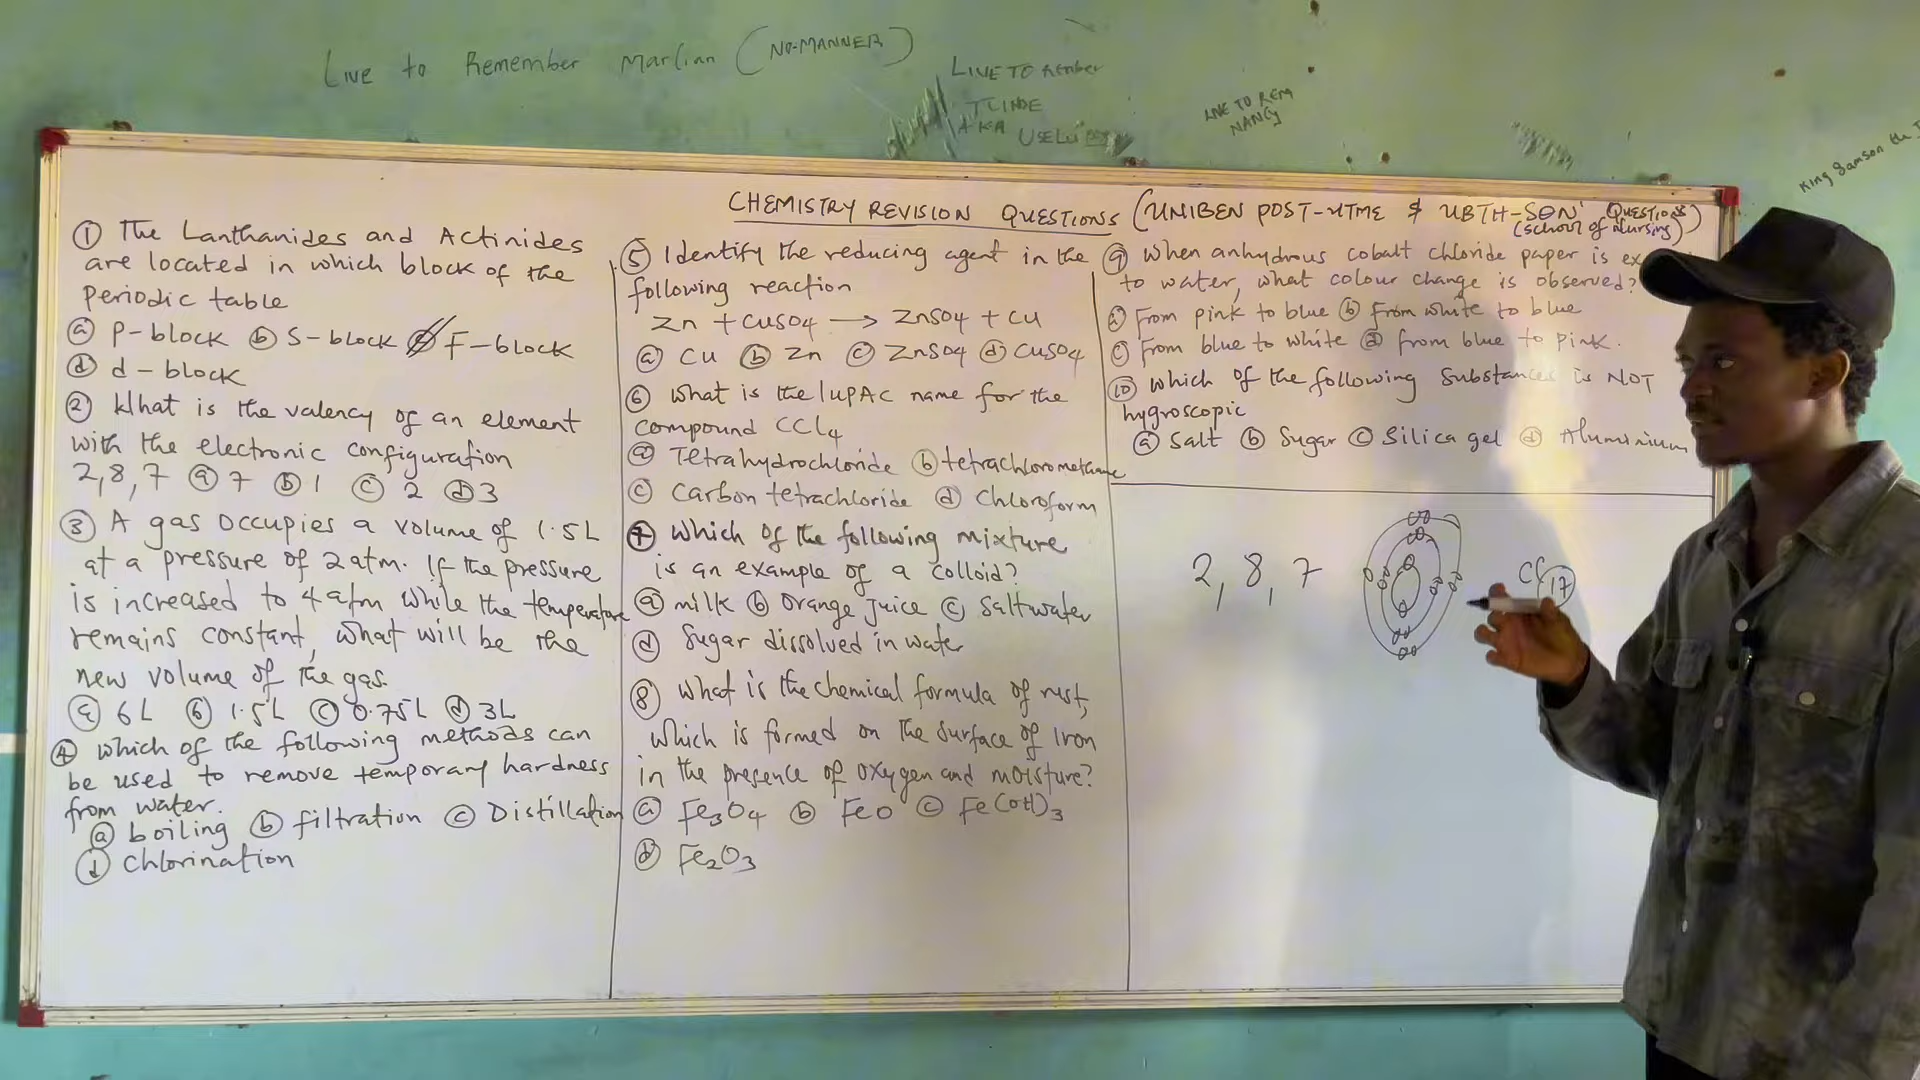 Live to Remember Marlian (NO-MANNER)
LIVE TO
TLINDE
AKA USELU
LIVE TO REM
NANCY
King Samson the
CHEMISTRY REVISION QUESTIONS (UNIBEN POST-UTME & UBTH-SON QUESTIONS)
(School of Nursing)
① The Lanthanides and Actinides
are located in which block of the
periodic table
ⓐ P-block ⓑ S-block ⓒ F-block
ⓓ d-block
② What is the valency of an element
with the electronic configuration
2,8,7 ⓐ 7 ⓑ 1 ⓒ 2 ⓓ 3
③ A gas occupies a volume of 1.5L
at a pressure of 2atm. If the pressure
is increased to 4atm while the temperature
remains constant, what will be the
new volume of the gas.
ⓐ 6L ⓑ 1.5L ⓒ 0.75L ⓓ 3L
④ which of the following methods can
be used to remove temporary hardness
from water.
ⓐ boiling ⓑ filtration ⓒ Distillation
ⓓ Chlorination
⑤ Identify the reducing agent in the
following reaction
Zn + CuSO4 → ZnSO4 + Cu
ⓐ Cu ⓑ Zn ⓒ ZnSO4 ⓓ CuSO4
⑥ What is the IUPAC name for the
compound CCl4
ⓐ Tetrahydrochloride ⓑ tetrachloromethane
ⓒ Carbon tetrachloride ⓓ Chloroform
⑦ Which of the following mixture
is an example of a colloid?
ⓐ milk ⓑ orange juice ⓒ Saltwater
ⓓ Sugar dissolved in water
⑧ What is the chemical formula of rust,
which is formed on the surface of Iron
in the presence of oxygen and moisture?
ⓐ Fe3O4 ⓑ FeO ⓒ Fe(OH)3
ⓓ Fe2O3
⑨ When anhydrous cobalt chloride paper is ex
to water, what colour change is observed?
ⓐ From pink to blue ⓑ From white to blue
ⓒ From blue to white ⓓ from blue to pink.
⑩ Which of the following Substances is NOT
hygroscopic
ⓐ Salt ⓑ Sugar ⓒ Silica gel ⓓ Aluminium
2, 8, 7
17